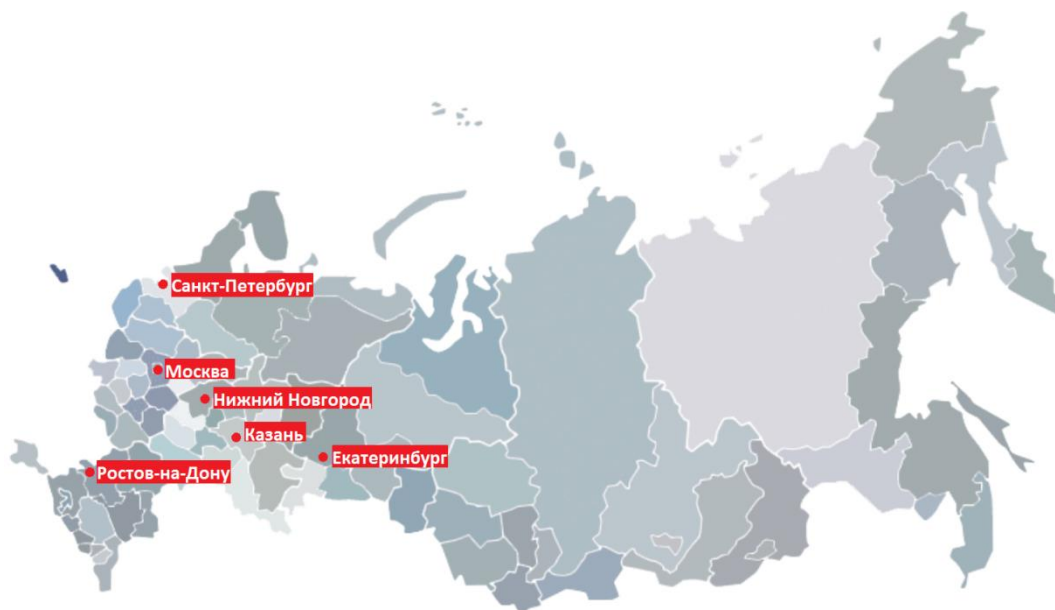 Санкт-Петербург
Москва
Нижний Новгород
Казань
Екатеринбург
Ростов-на-Дону